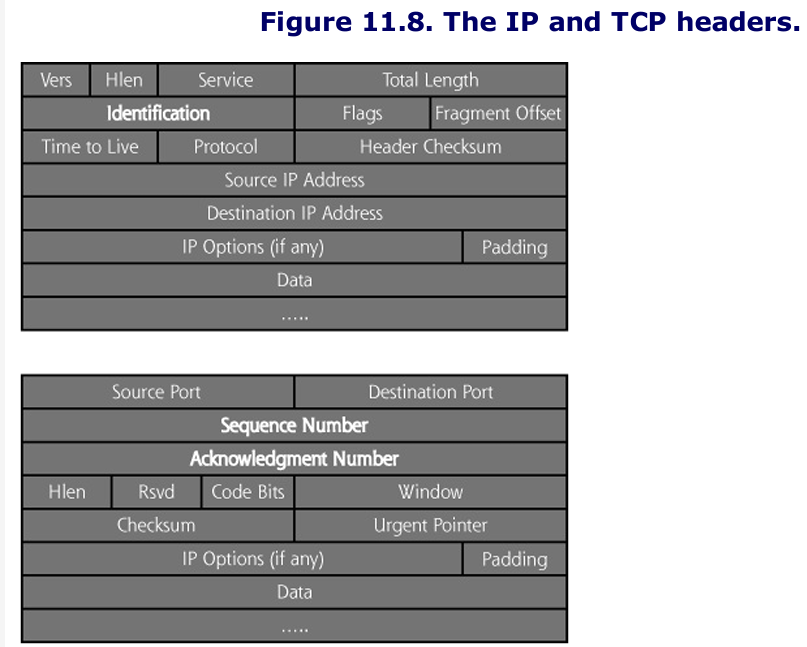 Figure 11.8. The IP and TCP headers.
Vers Hlen Service Total Length
Identification Flags Fragment Offset
Time to Live Protocol Header Checksum
Source IP Address
Destination IP Address
IP Options (if any) Padding
Data
.....
Source Port Destination Port
Sequence Number
Acknowledgment Number
Hlen Rsvd Code Bits Window
Checksum Urgent Pointer
IP Options (if any) Padding
Data
.....